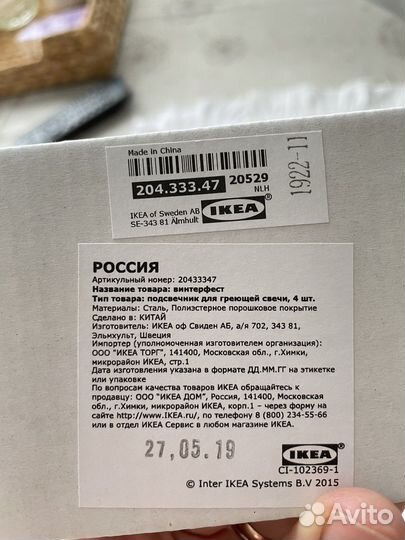 Made in China
204.333.47
20529
NLH
IKEA of Sweden AB
SE-343 81 Älmhult
IKEA
1922-11
РОССИЯ
Артикульный номер: 20433347
Название товара: винтерфест
Тип товара: подсвечник для греющей свечи, 4 шт.
Материалы: Сталь, Полиэстерное порошковое покрытие
Сделано в: КИТАЙ
Изготовитель: ИКЕА оф Свиден АБ, а/я 702, 343 81,
Эльмхульт, Швеция
Импортер (уполномоченная изготовителем организация):
ООО "ИКЕА ТОРГ", 141400, Московская обл., г.Химки,
микрорайон ИКЕА, стр.1
Дата изготовления указана в формате ДД.ММ.ГГ на этикетке
или упаковке
По вопросам качества товаров ИКЕА обращайтесь к
продавцу: ООО "ИКЕА ДОМ", Россия, 141400, Московская
обл., г.Химки, микрорайон ИКЕА, корп.1 – через форму на
сайте http://www.IKEA.ru/, по телефону 8 (800) 234-55-66
или в отдел ИКЕА Сервис в любом магазине ИКЕА.
27.05.19
IKEA
CI-102369-1
© Inter IKEA Systems B.V 2015
Avito